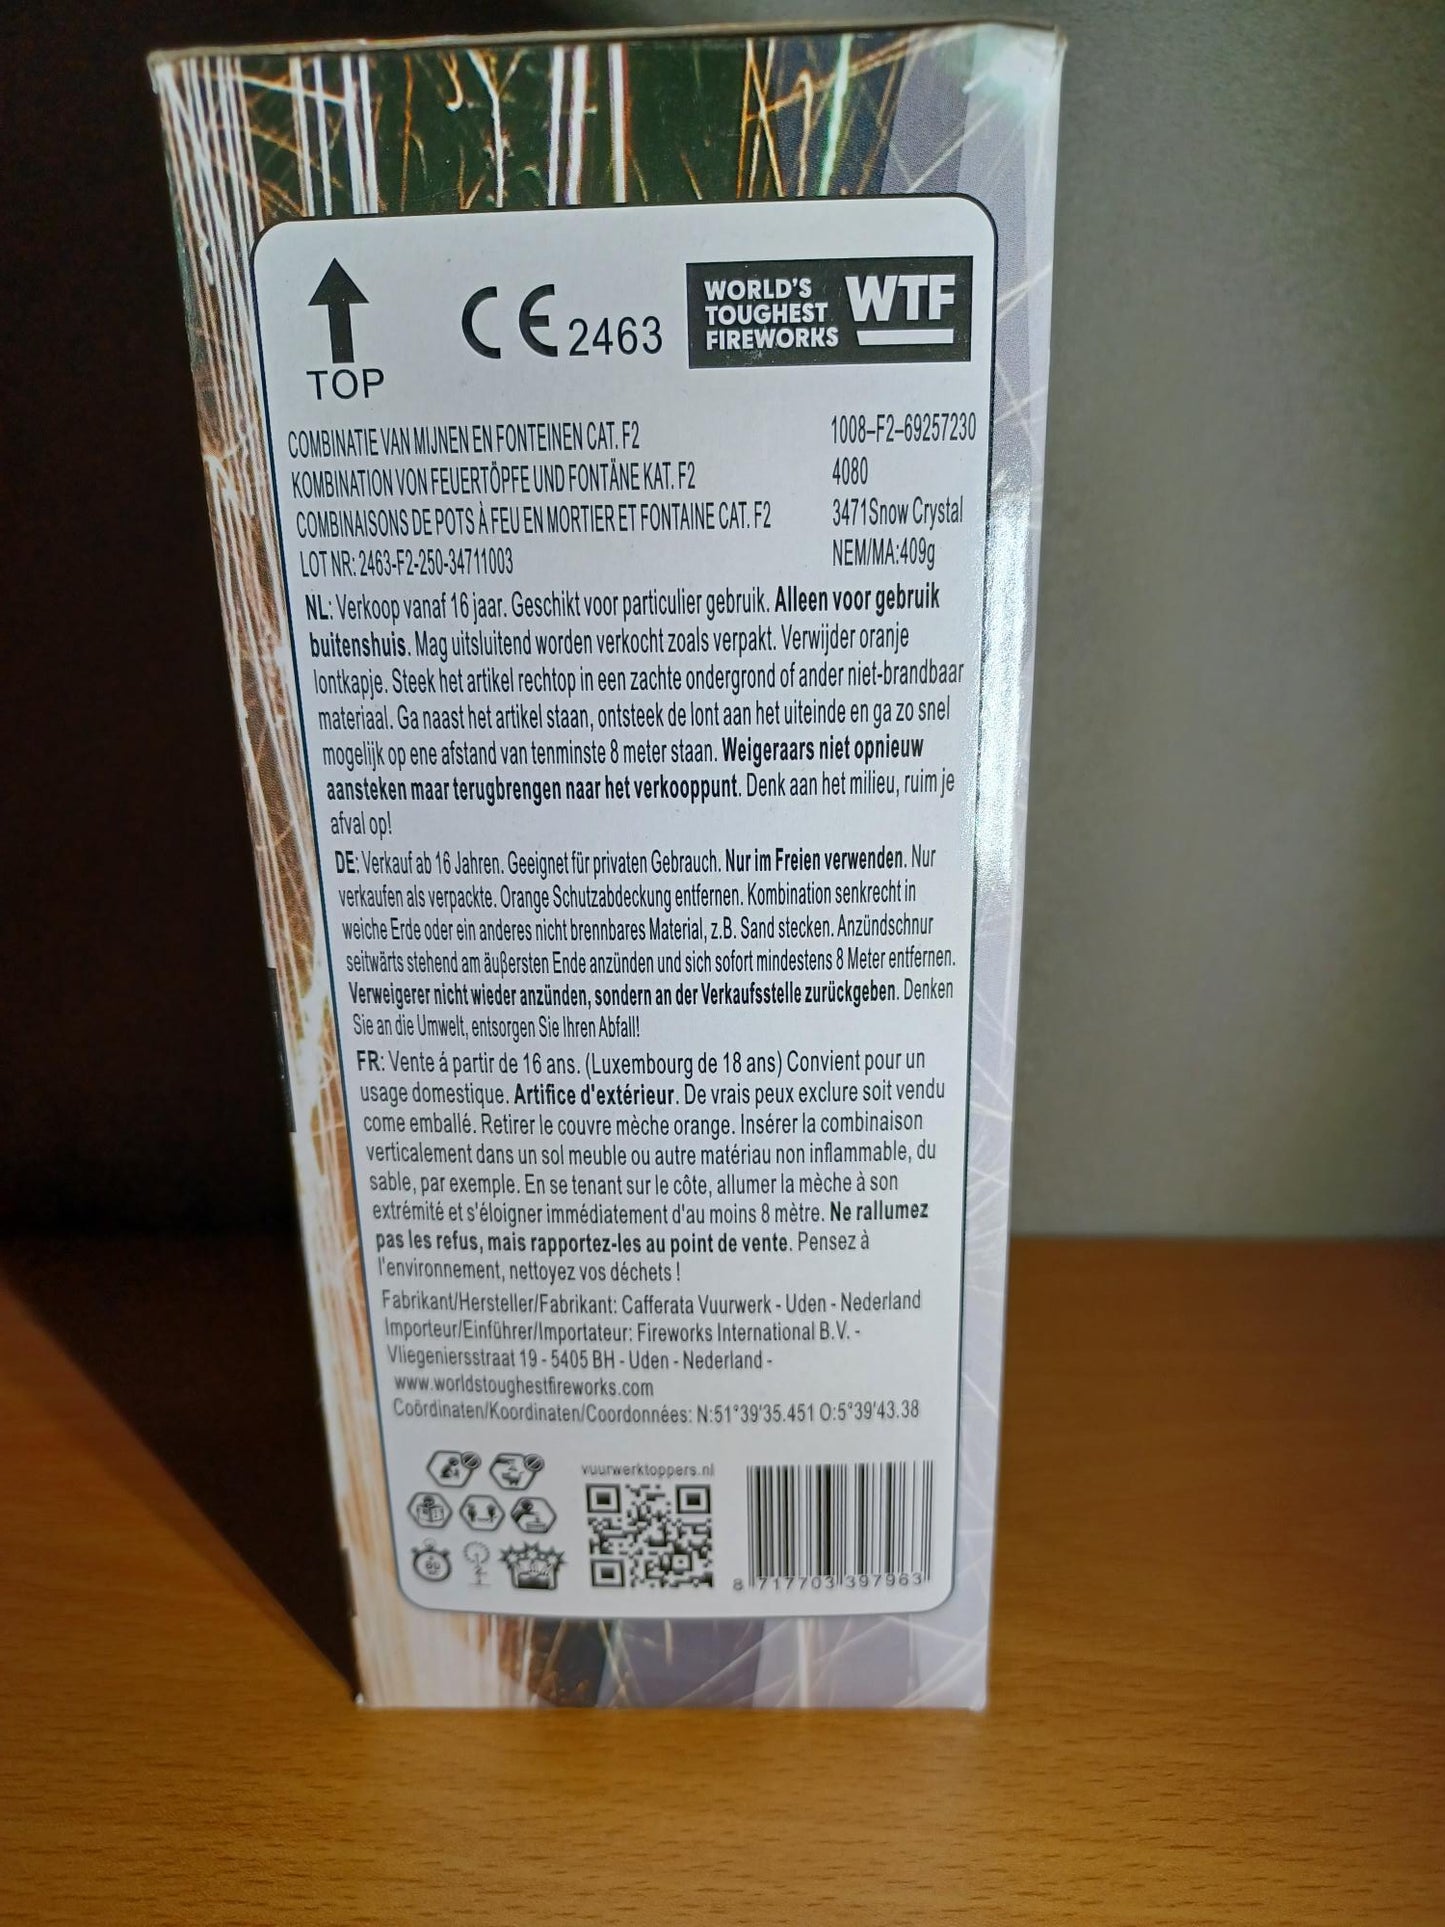 TOP
CE 2463
WORLD'S
TOUGHEST
FIREWORKS
WTF
COMBINATIE VAN MIJNEN EN FONTEINEN CAT. F2
KOMBINATION VON FEUERTÖPFE UND FONTÄNE KAT. F2
COMBINAISONS DE POTS À FEU EN MORTIER ET FONTAINE CAT. F2
LOT NR: 2463-F2-250-34711003
1008-F2-69257230
4080
3471Snow Crystal
NEM/MA:409g
NL: Verkoop vanaf 16 jaar. Geschikt voor particulier gebruik. Alleen voor gebruik
buitenshuis. Mag uitsluitend worden verkocht zoals verpakt. Verwijder oranje
lontkapje. Steek het artikel rechtop in een zachte ondergrond of ander niet-brandbaar
materiaal. Ga naast het artikel staan, ontsteek de lont aan het uiteinde en ga zo snel
mogelijk op ene afstand van tenminste 8 meter staan. Weigeraars niet opnieuw
aansteken maar terugbrengen naar het verkooppunt. Denk aan het milieu, ruim je
afval op!
DE: Verkauf ab 16 Jahren. Geeignet für privaten Gebrauch. Nur im Freien verwenden. Nur
verkaufen als verpackte. Orange Schutzabdeckung entfernen. Kombination senkrecht in
weiche Erde oder ein anderes nicht brennbares Material, z.B. Sand stecken. Anzündschnur
seitwärts stehend am äußersten Ende anzünden und sich sofort mindestens 8 Meter entfernen.
Verweigerer nicht wieder anzünden, sondern an der Verkaufsstelle zurückgeben. Denken
Sie an die Umwelt, entsorgen Sie Ihren Abfall!
FR: Vente á partir de 16 ans. (Luxembourg de 18 ans) Convient pour un
usage domestique. Artifice d'extérieur. De vrais peux exclure soit vendu
come emballé. Retirer le couvre mèche orange. Insérer la combinaison
verticalement dans un sol meuble ou autre matériau non inflammable, du
sable, par exemple. En se tenant sur le côte, allumer la mèche à son
extrémité et s'éloigner immédiatement d'au moins 8 mètre. Ne rallumez
pas les refus, mais rapportez-les au point de vente. Pensez à
l'environnement, nettoyez vos déchets !
Fabrikant/Hersteller/Fabrikant: Cafferata Vuurwerk - Uden - Nederland
Importeur/Einführer/Importateur: Fireworks International B.V. -
Vliegeniersstraat 19 - 5405 BH - Uden - Nederland -
www.worldstoughestfireworks.com
Coördinaten/Koordinaten/Coordonnées: N:51°39'35.451 O:5°39'43.38
vuurwerktoppers.nl
60
8 717703 397963